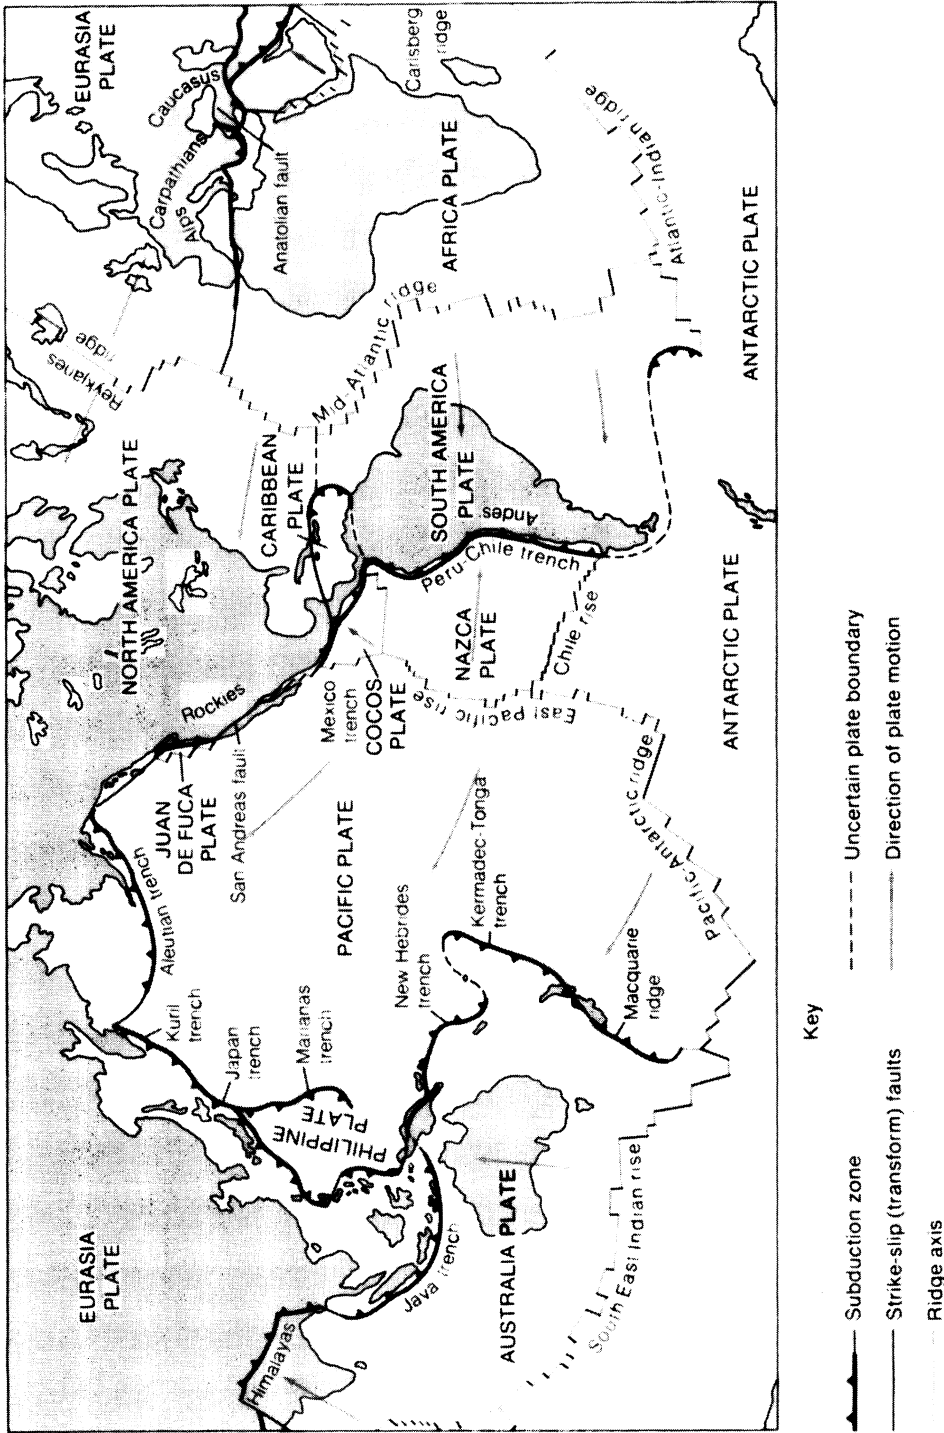 EURASIA
PLATE
Himalayas
Java trench
AUSTRALIA PLATE
South East Indian rise
PHILIPPINE
PLATE
Kuril
trench
Japan
trench
Marianas
trench
Aleutian trench
New Hebrides
trench
Kermadec-Tonga
trench
Macquarie
ridge
PACIFIC PLATE
Pacific-Antarctic ridge
JUAN
DE FUCA
PLATE
San Andreas fault
Rockies
NORTH AMERICA PLATE
Mexico
trench
COCOS
PLATE
East Pacific rise
NAZCA
PLATE
Chile rise
Peru-Chile trench
ANTARCTIC PLATE
CARIBBEAN
PLATE
SOUTH AMERICA
PLATE
Andes
Reykjanes
ridge
Mid-Atlantic ridge
ANTARCTIC PLATE
Alps
Carpathians
Caucasus
EURASIA
PLATE
Anatolian fault
AFRICA PLATE
Carlsberg
ridge
Atlantic-Indian ridge
Atlantic-Indian ridge
Key
Subduction zone
Strike-slip (transform) faults
Ridge axis
Uncertain plate boundary
Direction of plate motion